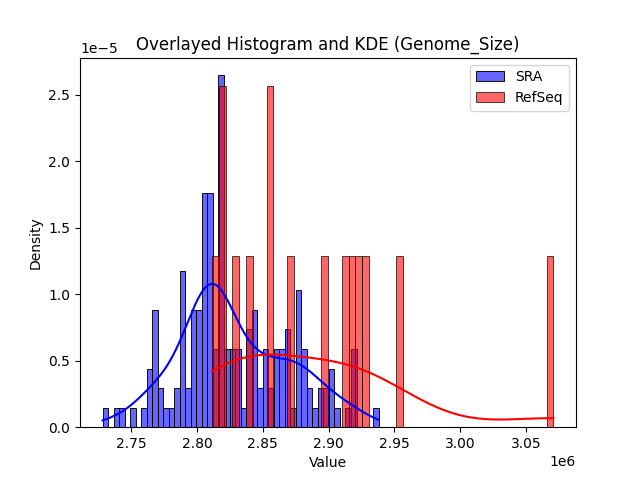 Overlayed Histogram and KDE (Genome_Size)
1e−5
SRA
RefSeq
2.5
2.0
1.5
1.0
0.5
0.0
Density
2.75 2.80 2.85 2.90 2.95 3.00 3.05
Value
1e6